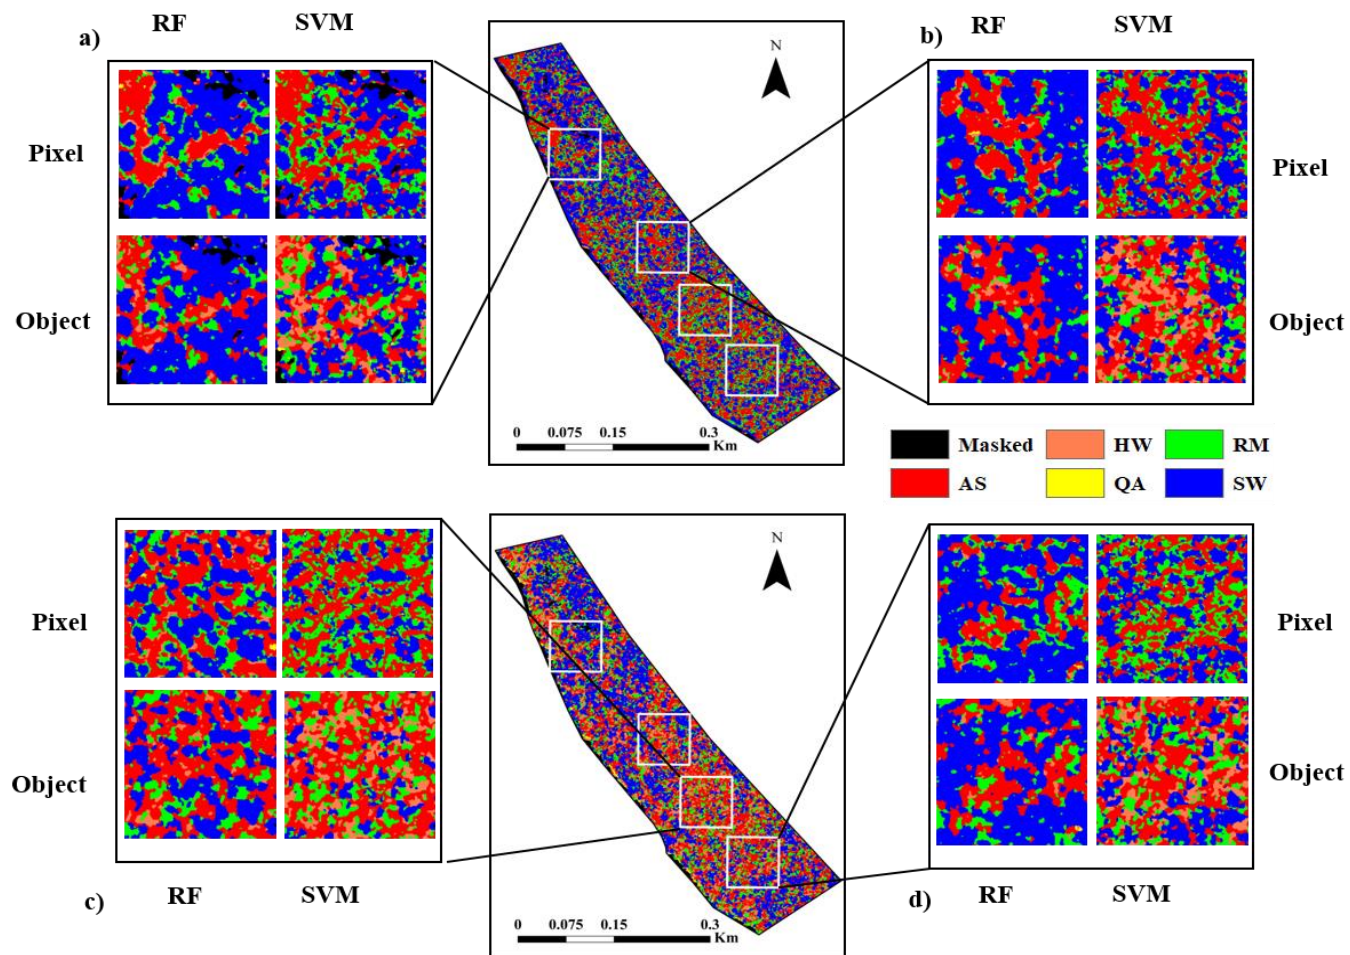 a)
RF
SVM
Pixel
Object
N
0 0.075 0.15 0.3
Km
b)
RF
SVM
Pixel
Object
Masked
HW
RM
AS
QA
SW
Pixel
Object
c)
RF
SVM
N
0 0.075 0.15 0.3
Km
Pixel
Object
d)
RF
SVM